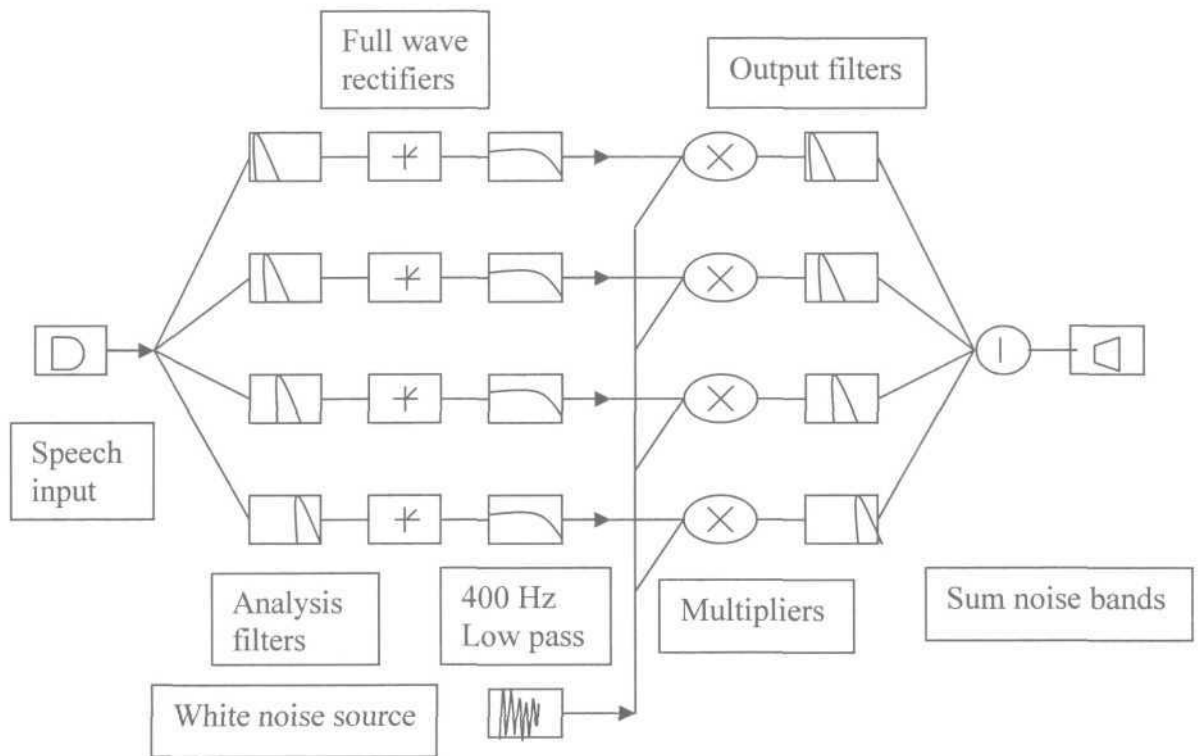 Full wave
rectifiers
Output filters
Speech
input
Analysis
filters
400 Hz
Low pass
Multipliers
Sum noise bands
White noise source